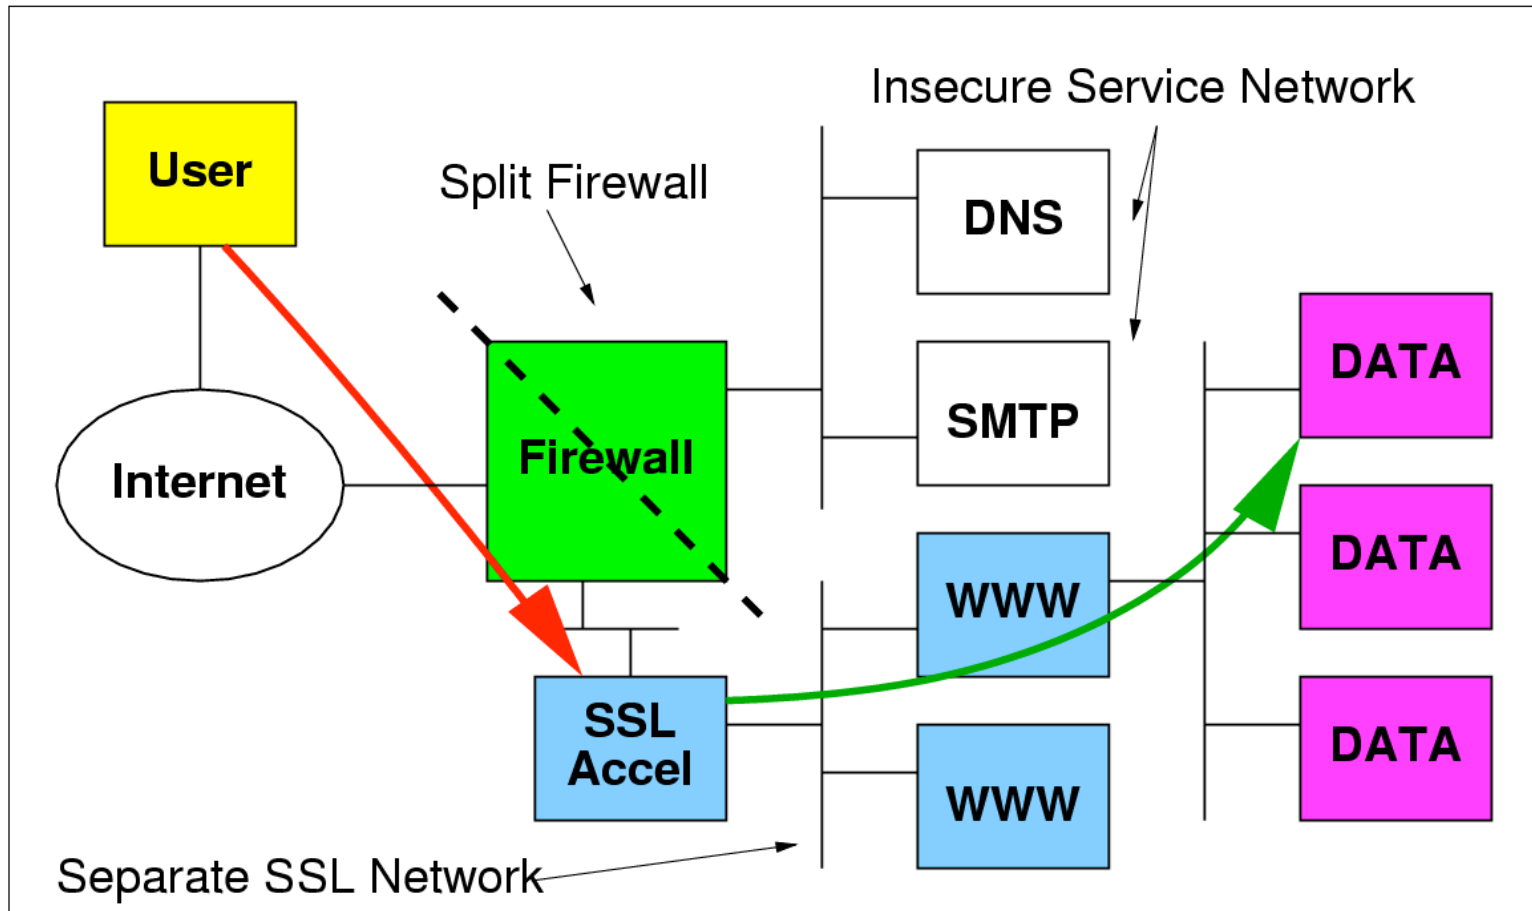 Insecure Service Network
User
Split Firewall
DNS
DATA
SMTP
Firewall
Internet
DATA
WWW
SSL
Accel
DATA
WWW
Separate SSL Network